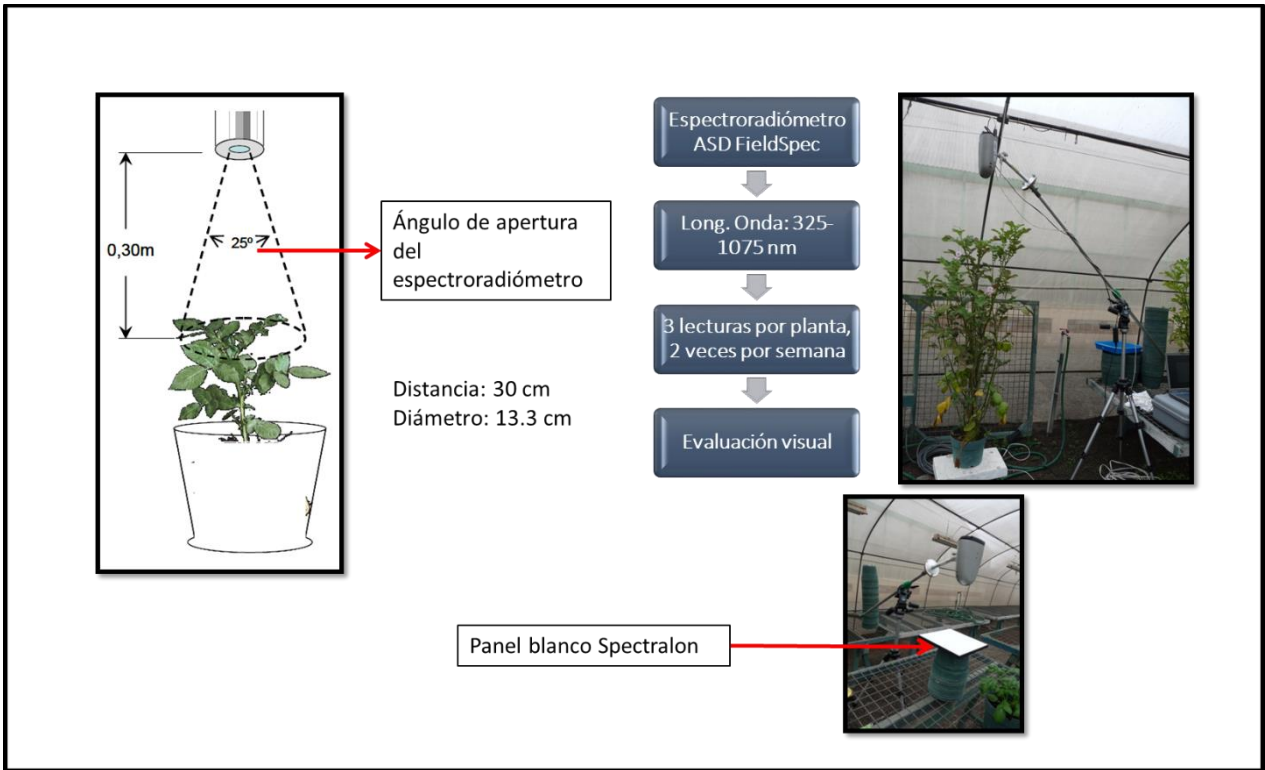 0,30m
25º
Ángulo de apertura
del
espectroradiómetro
Distancia: 30 cm
Diámetro: 13.3 cm
Espectroradiómetro
ASD FieldSpec
Long. Onda: 325-
1075 nm
3 lecturas por planta,
2 veces por semana
Evaluación visual
Panel blanco Spectralon